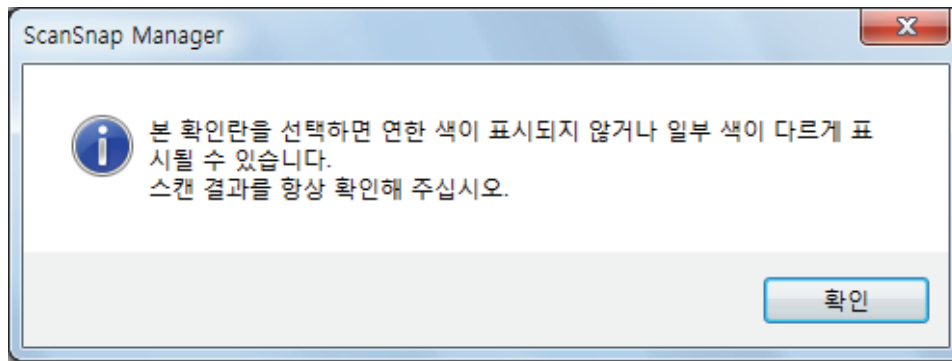 ScanSnap Manager
본 확인란을 선택하면 연한 색이 표시되지 않거나 일부 색이 다르게 표
시될 수 있습니다.
스캔 결과를 항상 확인해 주십시오.
확인